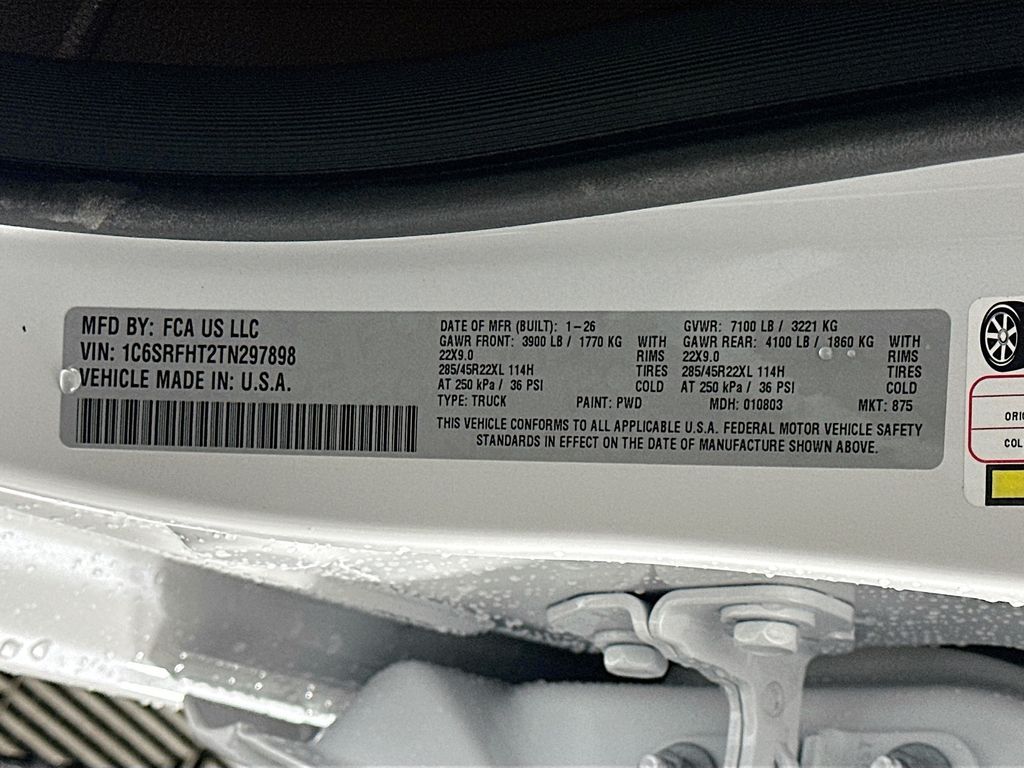 MFD BY: FCA US LLC
VIN: 1C6SRFHT2TN297898
VEHICLE MADE IN: U.S.A.
DATE OF MFR (BUILT): 1-26
GAWR FRONT: 3900 LB / 1770 KG WITH
22X9.0 RIMS
285/45R22XL 114H TIRES
AT 250 kPa / 36 PSI COLD
GVWR: 7100 LB / 3221 KG
GAWR REAR: 4100 LB / 1860 KG WITH
22X9.0 RIMS
285/45R22XL 114H TIRES
AT 250 kPa / 36 PSI COLD
TYPE: TRUCK PAINT: PWD MDH: 010803 MKT: 875
THIS VEHICLE CONFORMS TO ALL APPLICABLE U.S.A. FEDERAL MOTOR VEHICLE SAFETY
STANDARDS IN EFFECT ON THE DATE OF MANUFACTURE SHOWN ABOVE.
ORIG
COL